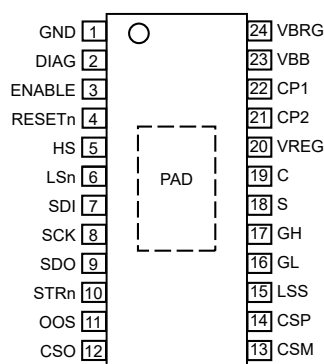 GND 1 24 VBRG
DIAG 2 23 VBB
ENABLE 3 22 CP1
RESETn 4 21 CP2
HS 5 20 VREG
LSn 6 19 C
SDI 7 PAD 18 S
SCK 8 17 GH
SDO 9 16 GL
STRn 10 15 LSS
OOS 11 14 CSP
CSO 12 13 CSM